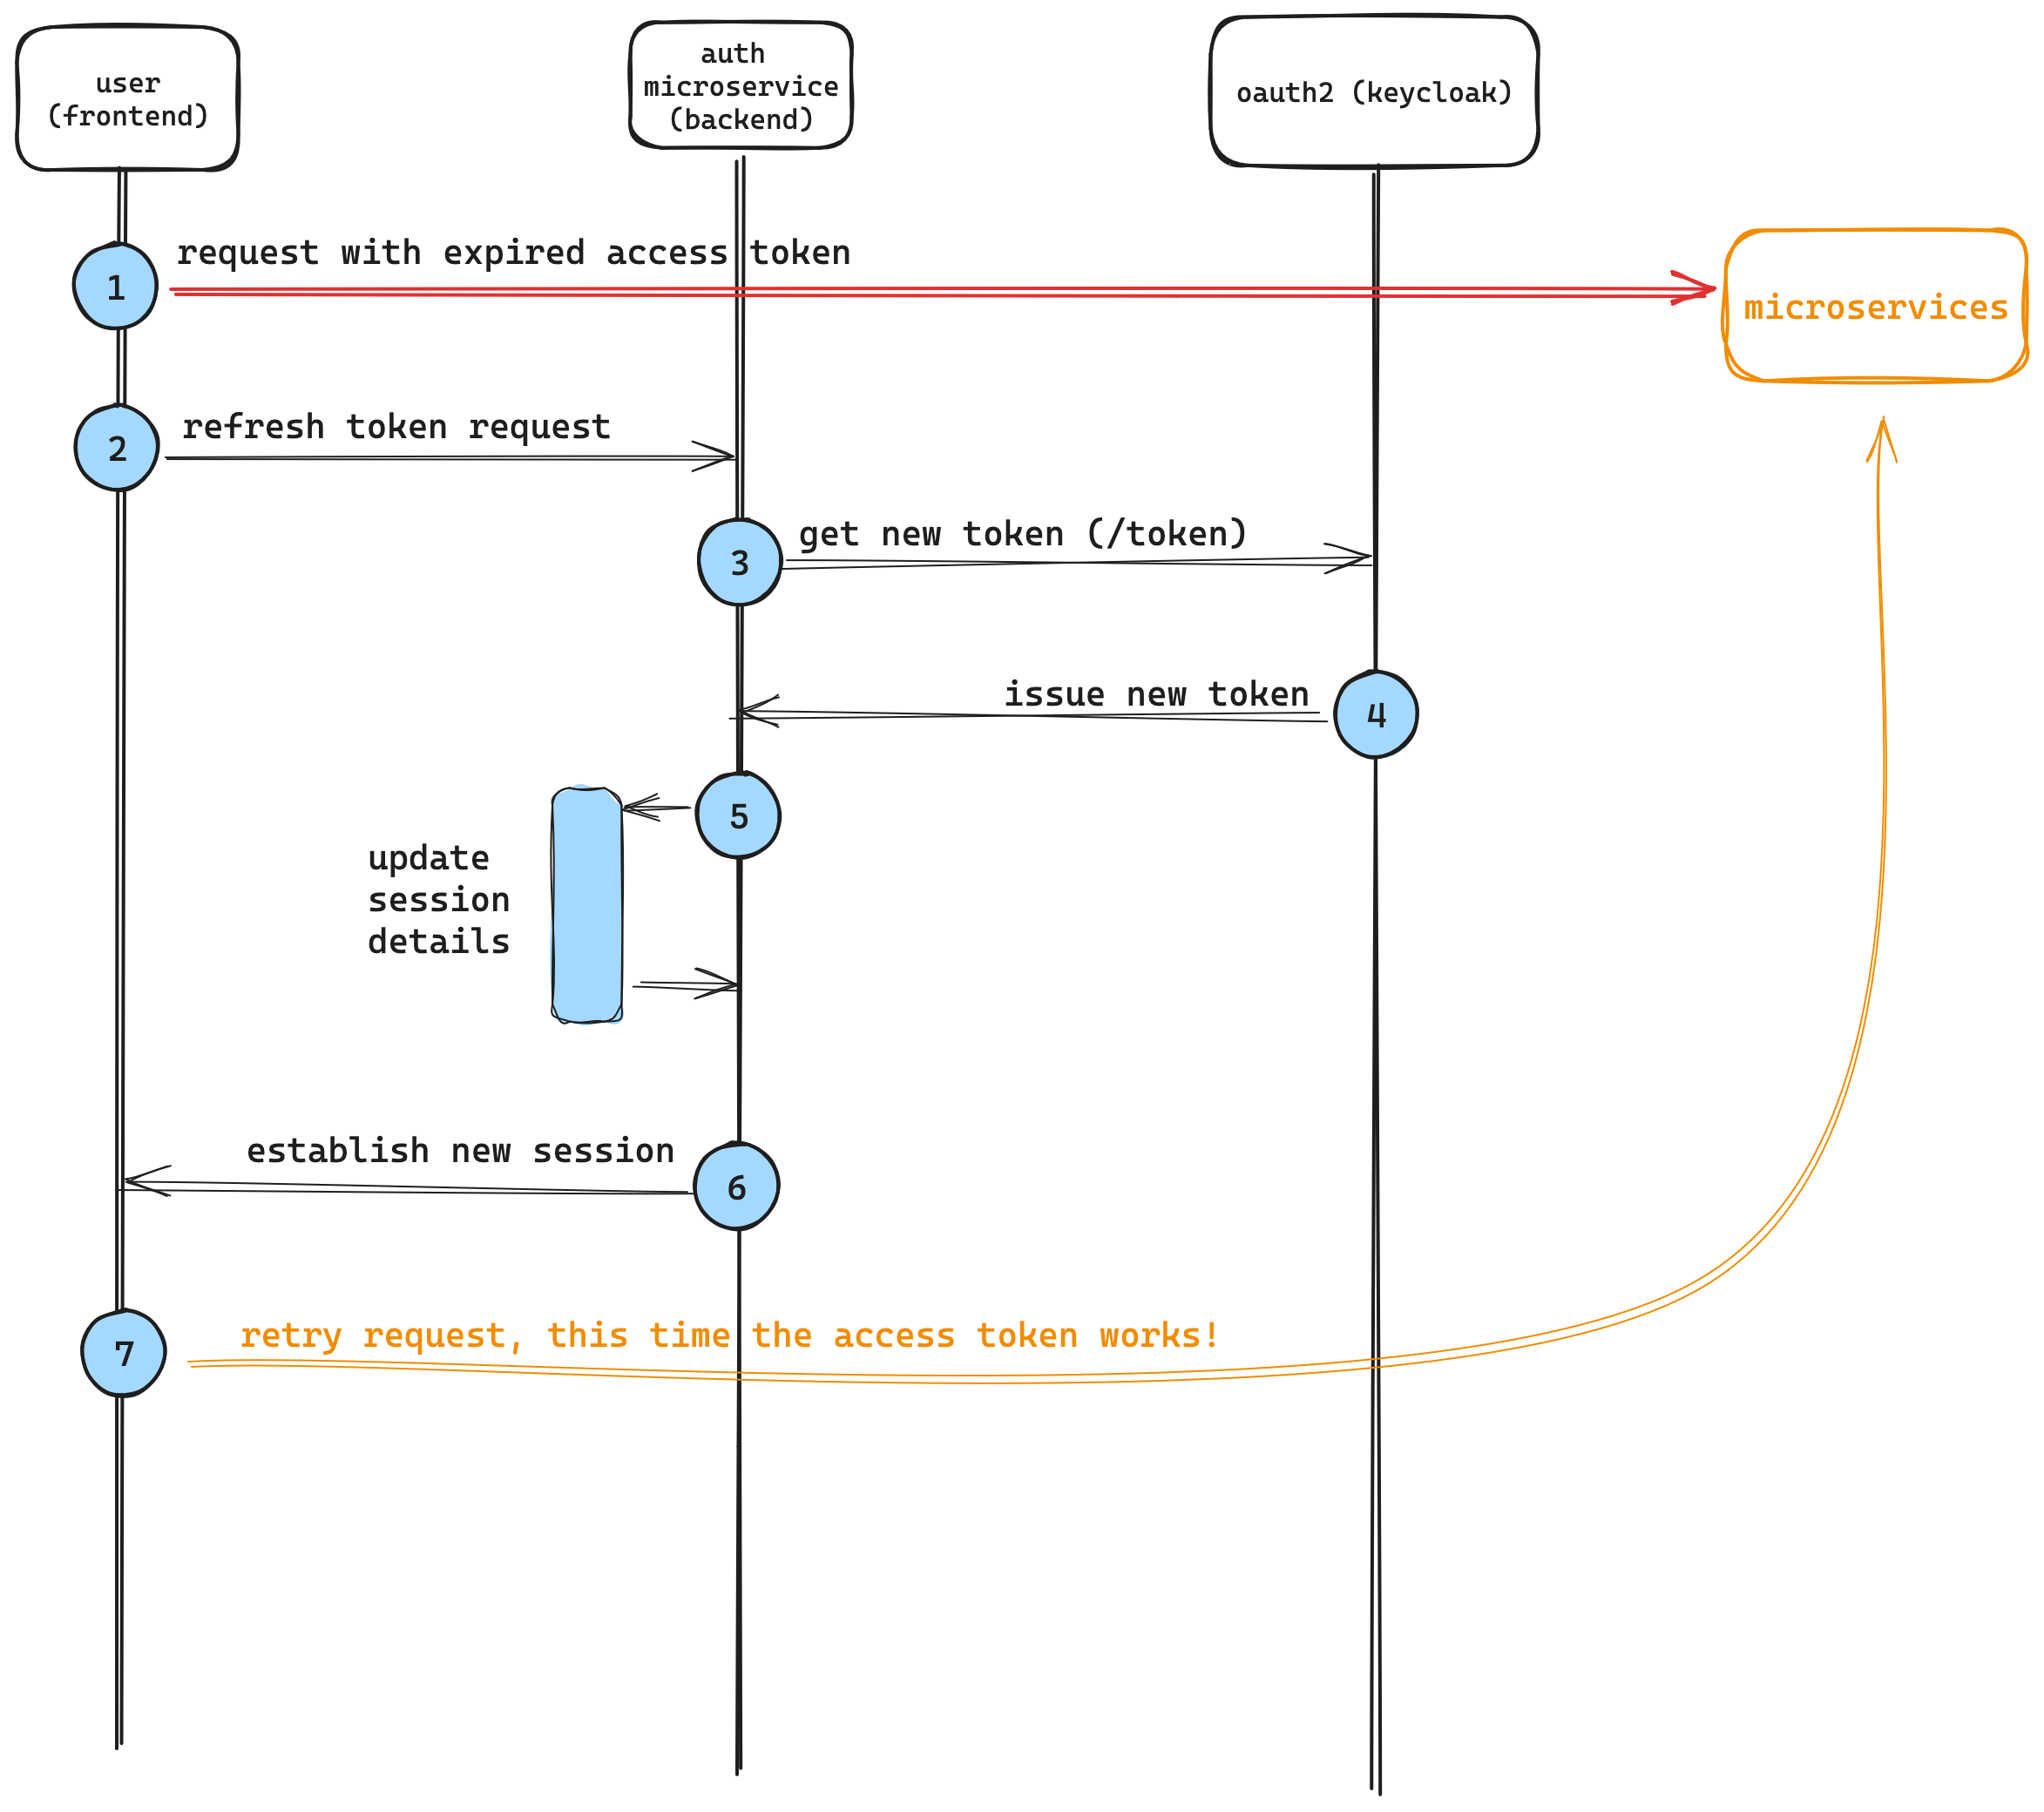 user
(frontend)
auth
microservice
(backend)
oauth2 (keycloak)
request with expired access token
1
microservices
refresh token request
2
get new token (/token)
3
issue new token
4
5
update
session
details
establish new session
6
retry request, this time the access token works!
7